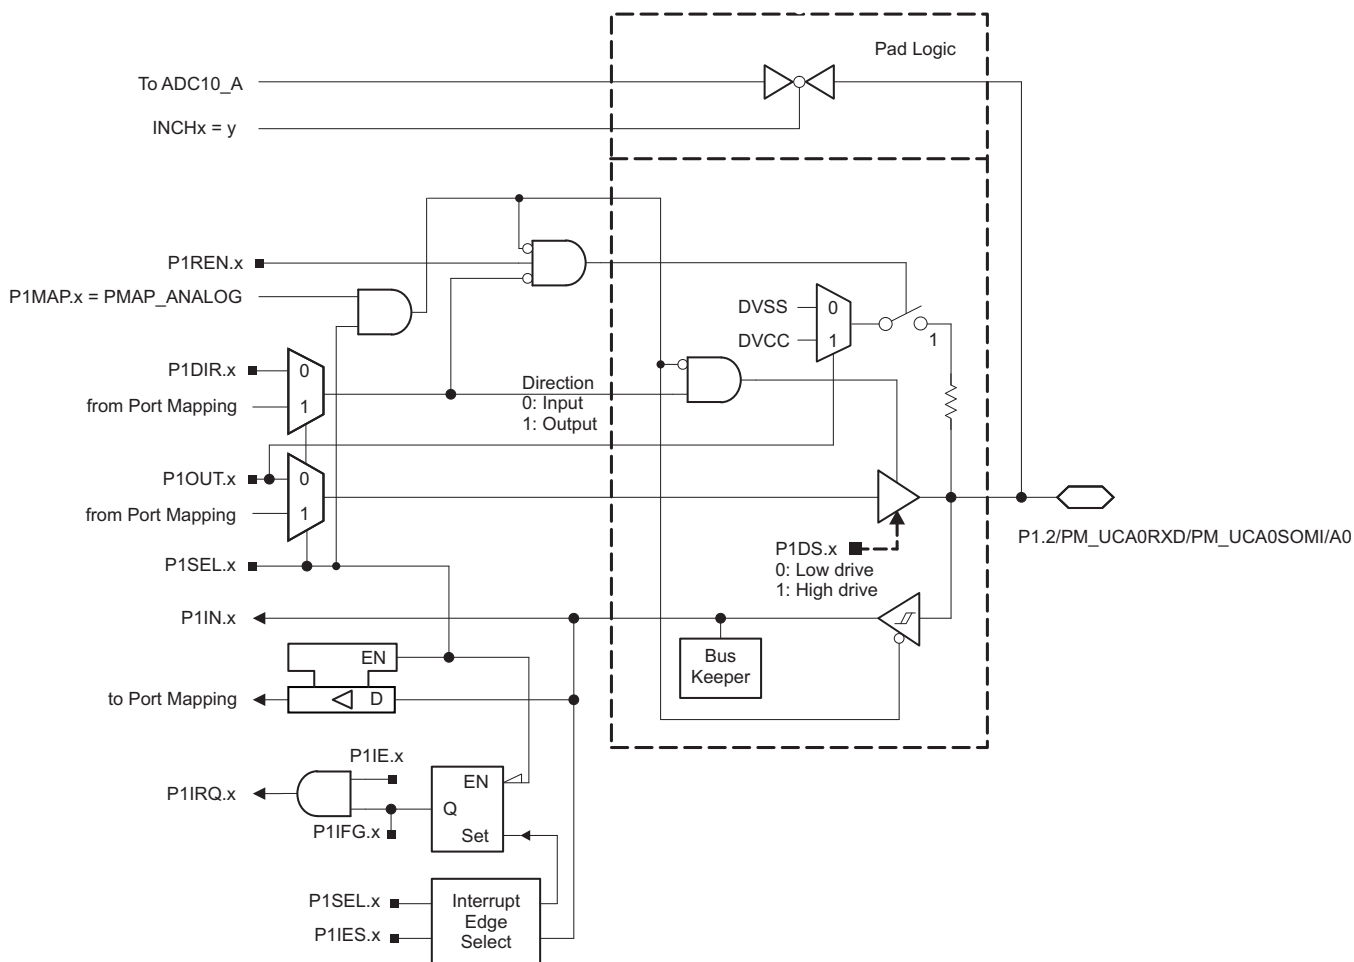 Pad Logic
To ADC10_A
INCHx = y
P1REN.x
P1MAP.x = PMAP_ANALOG
DVSS
0
DVCC
1
1
P1DIR.x
0
from Port Mapping
1
Direction
0: Input
1: Output
P1OUT.x
0
from Port Mapping
1
P1.2/PM_UCA0RXD/PM_UCA0SOMI/A0
P1DS.x
0: Low drive
1: High drive
P1SEL.x
P1IN.x
Bus
Keeper
EN
to Port Mapping
D
P1IE.x
P1IRQ.x
EN
Q
P1IFG.x
Set
P1SEL.x
P1IES.x
Interrupt
Edge
Select